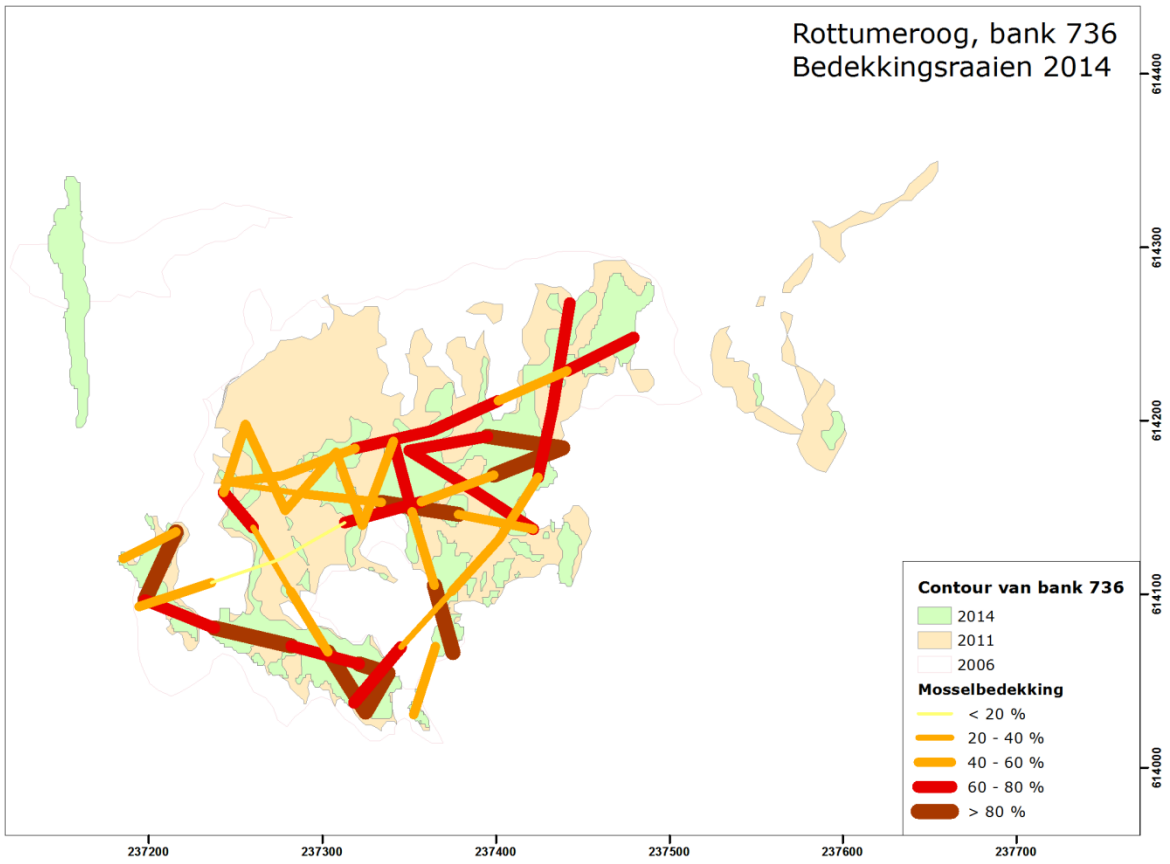 Rottumeroog, bank 736
Bedekkingsraaien 2014
614400
614300
614200
614100
614000
Contour van bank 736
2014
2011
2006
Mosselbedekking
< 20 %
20 - 40 %
40 - 60 %
60 - 80 %
> 80 %
237200
237300
237400
237500
237600
237700